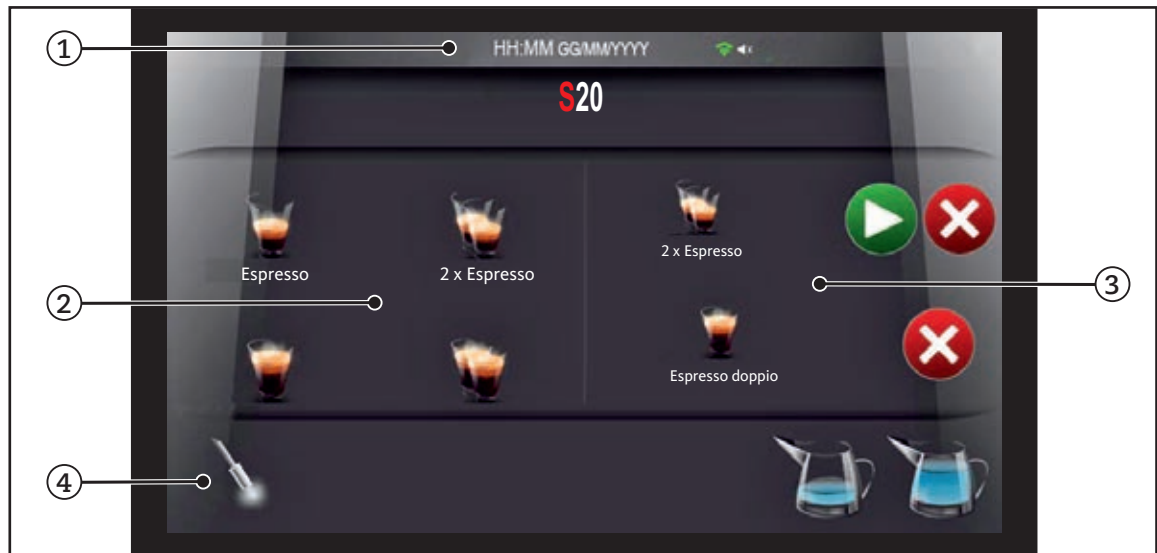 1
HH:MM GG/MM/YYYY
S20
Espresso
2 x Espresso
2 x Espresso
2
3
Espresso doppio
4